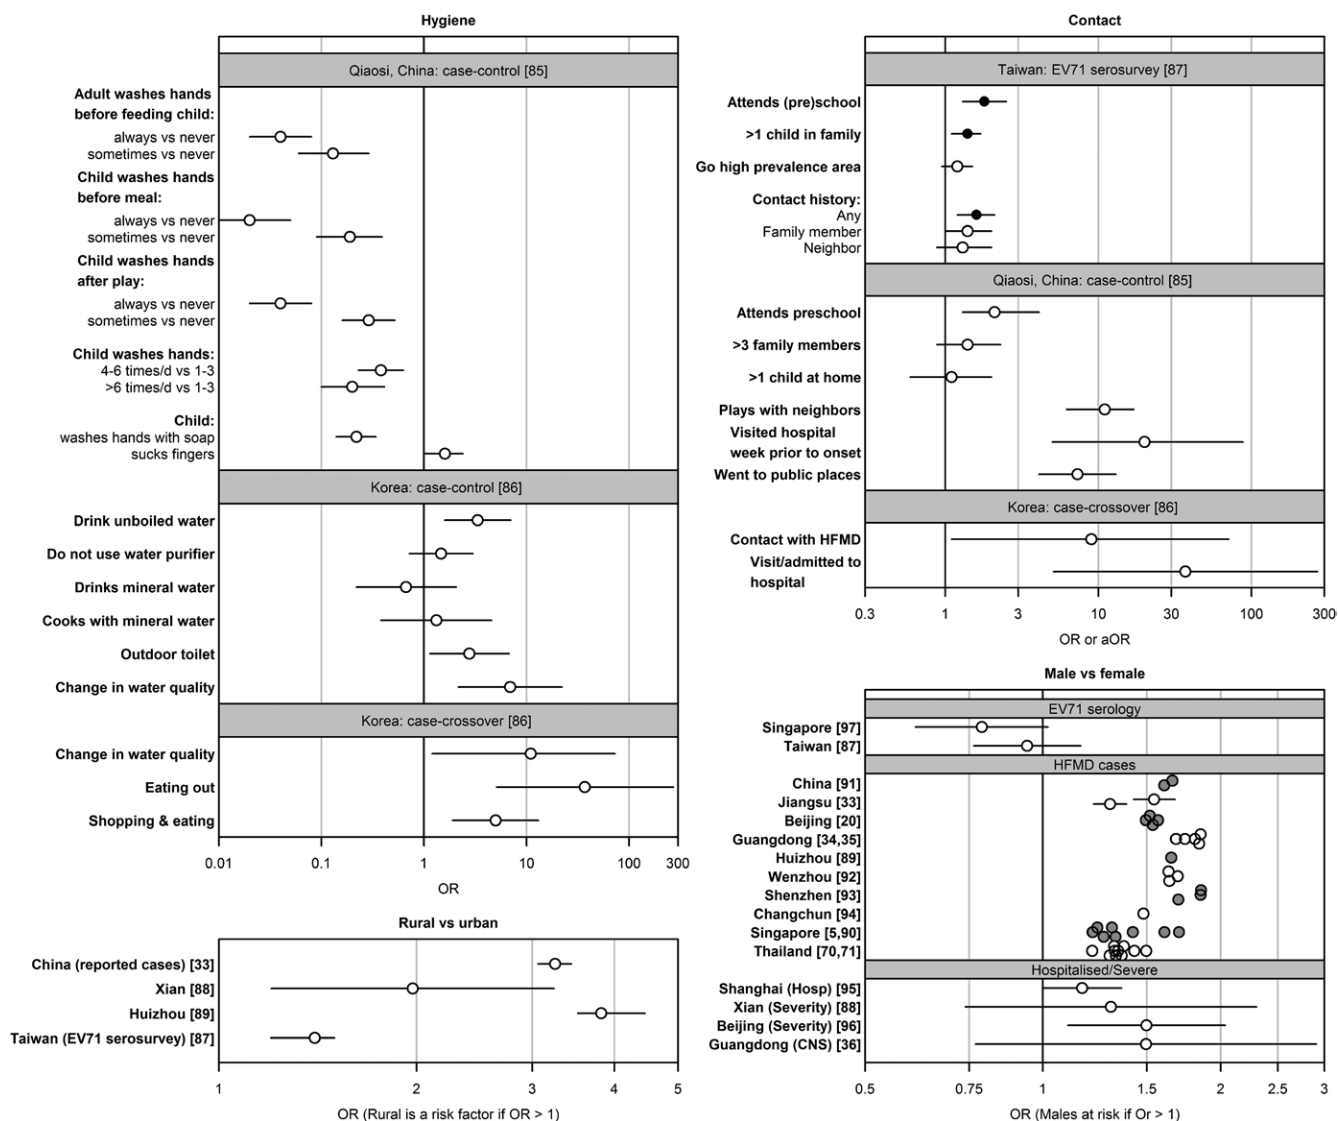 Hygiene
Qiaosi, China: case-control [85]
Adult washes hands
before feeding child:
always vs never
sometimes vs never
Child washes hands
before meal:
always vs never
sometimes vs never
Child washes hands
after play:
always vs never
sometimes vs never
Child washes hands:
4-6 times/d vs 1-3
>6 times/d vs 1-3
Child:
washes hands with soap
sucks fingers
Korea: case-control [86]
Drink unboiled water
Do not use water purifier
Drinks mineral water
Cooks with mineral water
Outdoor toilet
Change in water quality
Korea: case-crossover [86]
Change in water quality
Eating out
Shopping & eating
0.01 0.1 1 10 100 300
OR
Rural vs urban
China (reported cases) [33]
Xian [88]
Huizhou [89]
Taiwan (EV71 serosurvey) [87]
1 2 3 4 5
OR (Rural is a risk factor if OR > 1)
Contact
Taiwan: EV71 serosurvey [87]
Attends (pre)school
>1 child in family
Go high prevalence area
Contact history:
Any
Family member
Neighbor
Qiaosi, China: case-control [85]
Attends preschool
>3 family members
>1 child at home
Plays with neighbors
Visited hospital
week prior to onset
Went to public places
Korea: case-crossover [86]
Contact with HFMD
Visit/admitted to
hospital
0.3 1 3 10 30 100 300
OR or aOR
Male vs female
EV71 serology
Singapore [97]
Taiwan [87]
HFMD cases
China [91]
Jiangsu [33]
Beijing [20]
Guangdong [34,35]
Huizhou [89]
Wenzhou [92]
Shenzhen [93]
Changchun [94]
Singapore [5,90]
Thailand [70,71]
Hospitalised/Severe
Shanghai (Hosp) [95]
Xian (Severity) [88]
Beijing (Severity) [96]
Guangdong (CNS) [36]
0.5 0.75 1 1.5 2 2.5 3
OR (Males at risk if Or > 1)